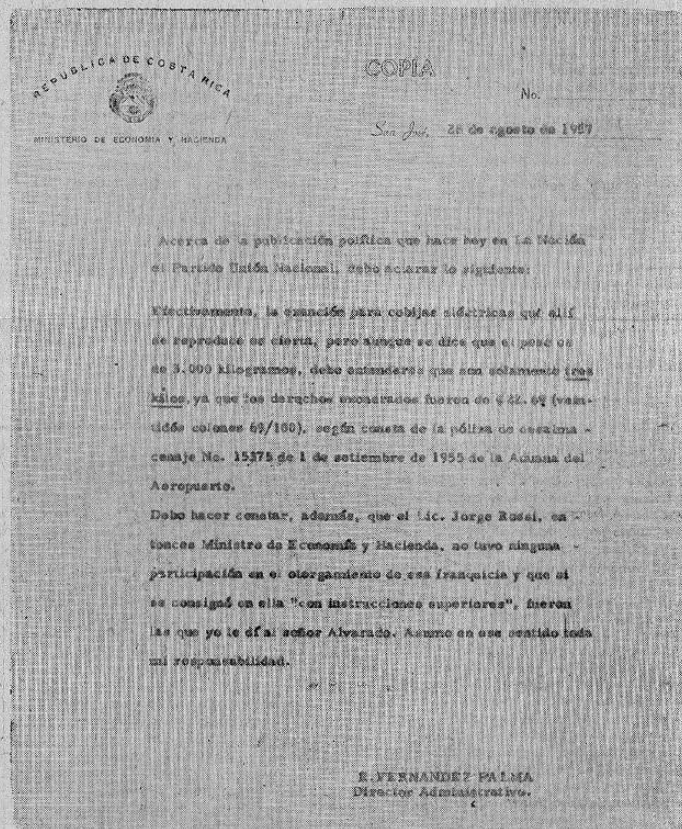 REPUBLICA DE COSTA RICA
MINISTERIO DE ECONOMIA Y HACIENDA
COPIA
No.
San José, 28 de agosto de 1957
Acerca de la publicación política que hace hoy en La Nación
el Partido Unión Nacional, debo aclarar lo siguiente:
Efectivamente, la exención para cobijas eléctricas que allí
se reproduce es cierta, pero aunque se dice que el peso es
de 3.000 kilogramos, debe entenderse que son solamente tres
kilos, ya que los derechos exonerados fueron de ₡ 22.69 (vein-
tidós colones 69/100), según consta de la póliza de desalma -
cenaje No. 15375 de 1 de setiembre de 1955 de la Aduana del
Aeropuerto.
Debo hacer constar, además, que el Lic. Jorge Rossi, en -
tonces Ministro de Economía y Hacienda, no tuvo ninguna -
participación en el otorgamiento de esa franquicia y que si
se consignó en ella "con instrucciones superiores", fueron
las que yo le dí al señor Alvarado. Asumo en ese sentido toda
mi responsabilidad.
R. FERNANDEZ PALMA
Director Administrativo.